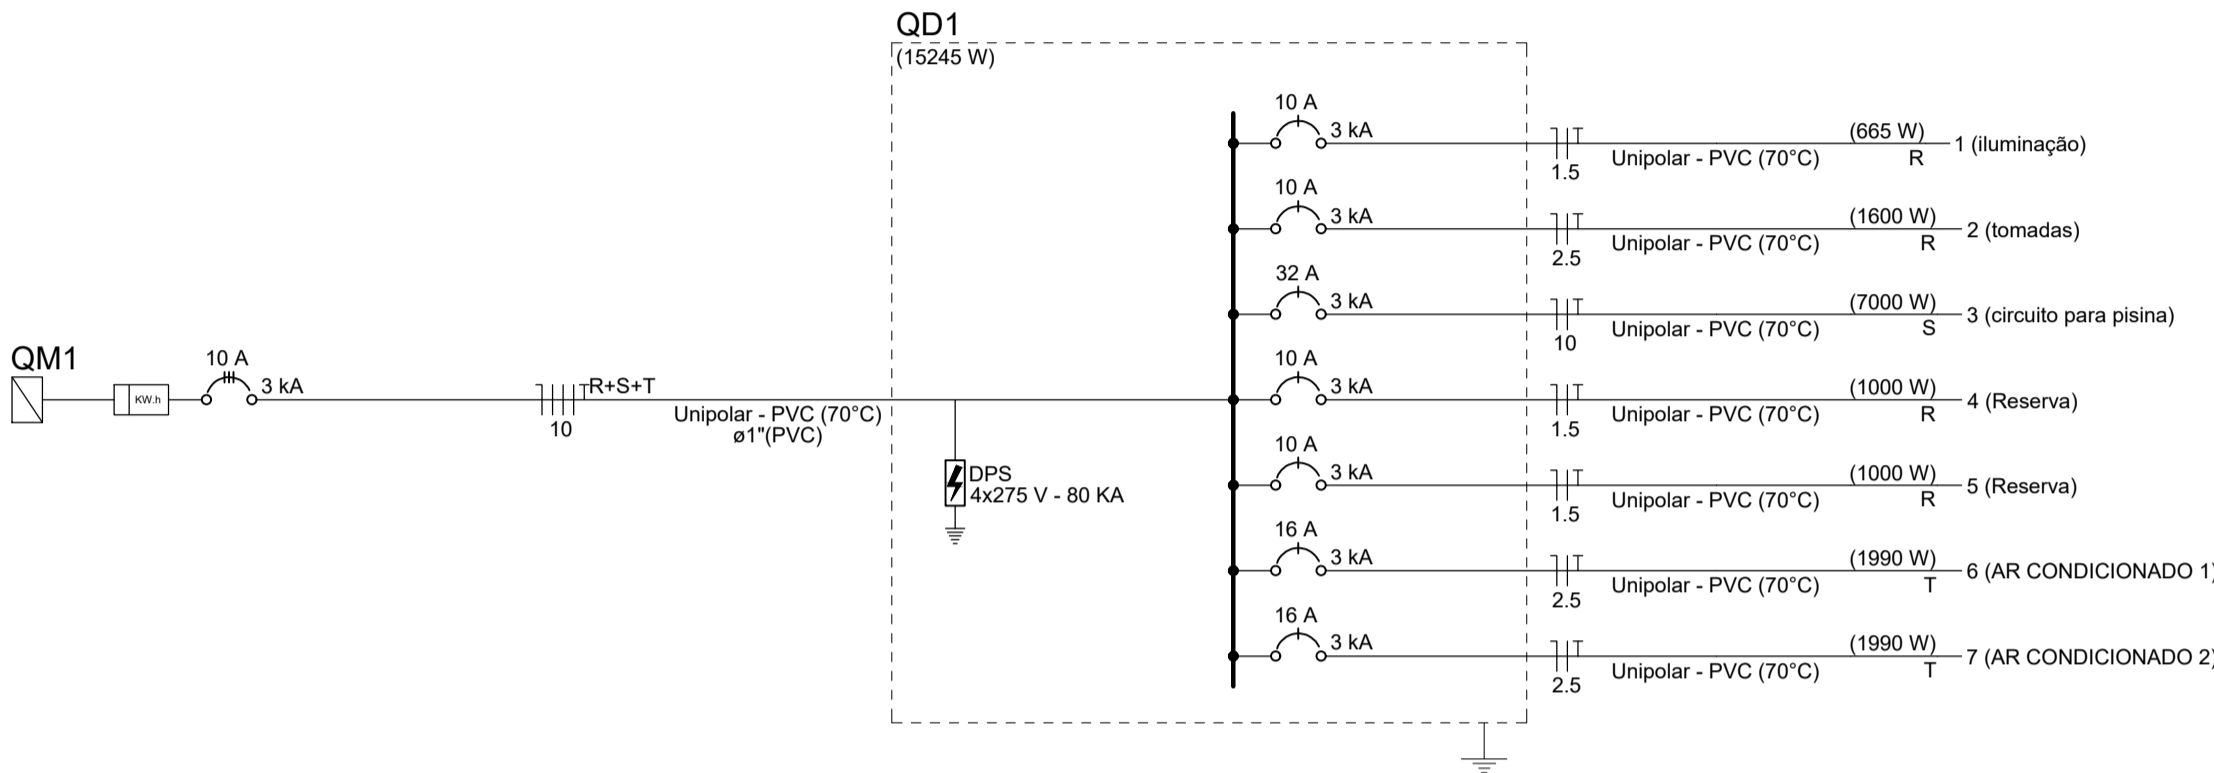 QD1
(15245 W)
10 A
3 kA
1.5
Unipolar - PVC (70°C)
(665 W)
R
1 (iluminação)
10 A
3 kA
2.5
Unipolar - PVC (70°C)
(1600 W)
R
2 (tomadas)
32 A
3 kA
10
Unipolar - PVC (70°C)
(7000 W)
S
3 (circuito para pisina)
QM1
KW.h
10 A
3 kA
R+S+T
10
Unipolar - PVC (70°C)
ø1"(PVC)
10 A
3 kA
1.5
Unipolar - PVC (70°C)
(1000 W)
R
4 (Reserva)
DPS
4x275 V - 80 KA
10 A
3 kA
1.5
Unipolar - PVC (70°C)
(1000 W)
R
5 (Reserva)
16 A
3 kA
2.5
Unipolar - PVC (70°C)
(1990 W)
T
6 (AR CONDICIONADO 1)
16 A
3 kA
2.5
Unipolar - PVC (70°C)
(1990 W)
T
7 (AR CONDICIONADO 2)